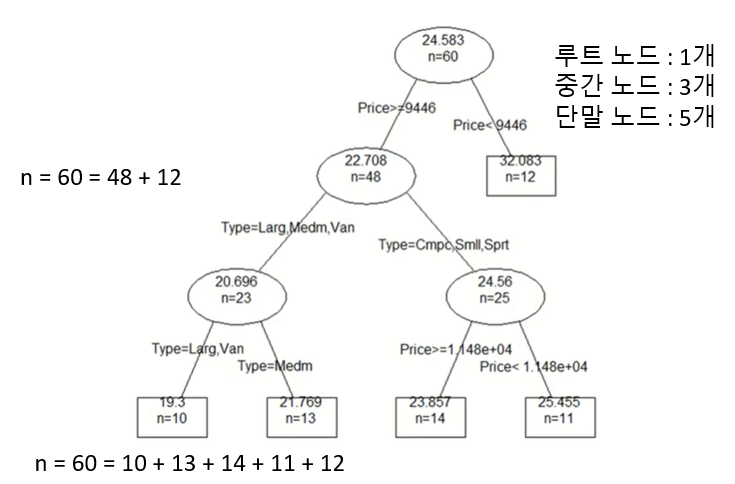 24.583
n=60
루트 노드 : 1개
중간 노드 : 3개
단말 노드 : 5개
Price>=9446
Price< 9446
n = 60 = 48 + 12
22.708
n=48
32.083
n=12
Type=Larg,Medm,Van
Type=Cmpc,Smll,Sprt
20.696
n=23
24.56
n=25
Type=Larg,Van
Type=Medm
Price>=1.148e+04
Price< 1.148e+04
19.3
n=10
21.769
n=13
23.857
n=14
25.455
n=11
n = 60 = 10 + 13 + 14 + 11 + 12